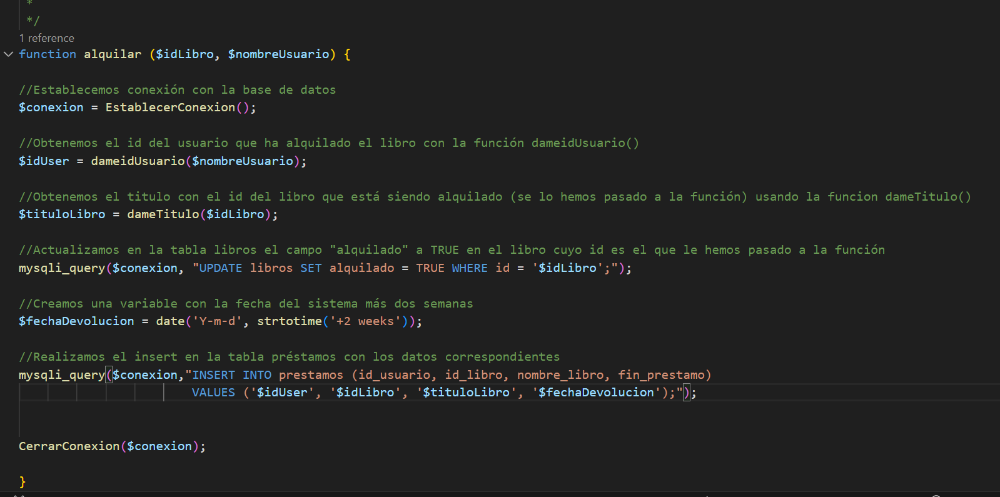 *
*/
1 reference
function alquilar ($idLibro, $nombreUsuario) {
//Establecemos conexión con la base de datos
$conexion = EstablecerConexion();
//Obtenemos el id del usuario que ha alquilado el libro con la función dameidUsuario()
$idUser = dameidUsuario($nombreUsuario);
//Obtenemos el titulo con el id del libro que está siendo alquilado (se lo hemos pasado a la función) usando la funcion dameTitulo()
$tituloLibro = dameTitulo($idLibro);
//Actualizamos en la tabla libros el campo "alquilado" a TRUE en el libro cuyo id es el que le hemos pasado a la función
mysqli_query($conexion, "UPDATE libros SET alquilado = TRUE WHERE id = '$idLibro';");
//Creamos una variable con la fecha del sistema más dos semanas
$fechaDevolucion = date('Y-m-d', strtotime('+2 weeks'));
//Realizamos el insert en la tabla préstamos con los datos correspondientes
mysqli_query($conexion,"INSERT INTO prestamos (id_usuario, id_libro, nombre_libro, fin_prestamo)
VALUES ('$idUser', '$idLibro', '$tituloLibro', '$fechaDevolucion');");
CerrarConexion($conexion);
}